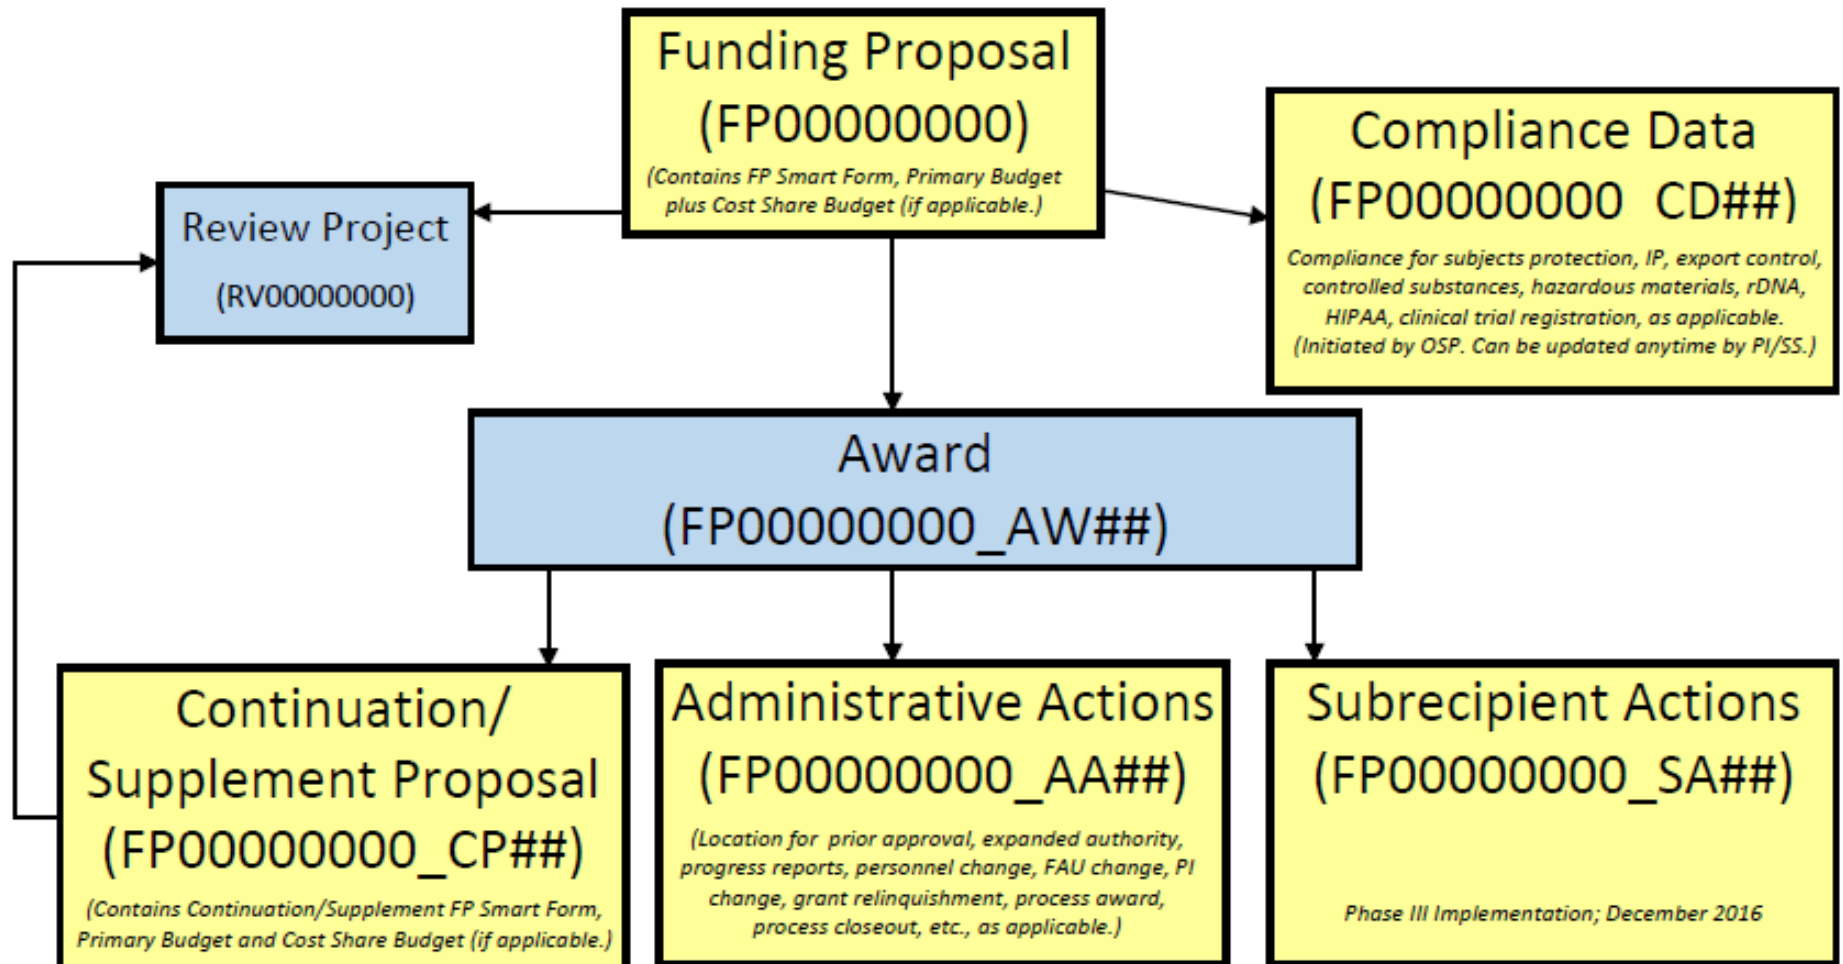 Funding Proposal
(FP00000000)
(Contains FP Smart Form, Primary Budget
plus Cost Share Budget (if applicable.)
Compliance Data
(FP00000000 CD##)
Compliance for subjects protection, IP, export control,
controlled substances, hazardous materials, rDNA,
HIPAA, clinical trial registration, as applicable.
(Initiated by OSP. Can be updated anytime by PI/SS.)
Review Project
(RV00000000)
Award
(FP00000000_AW##)
Continuation/
Supplement Proposal
(FP00000000_CP##)
(Contains Continuation/Supplement FP Smart Form,
Primary Budget and Cost Share Budget (if applicable.)
Administrative Actions
(FP00000000_AA##)
(Location for prior approval, expanded authority,
progress reports, personnel change, FAU change, PI
change, grant relinquishment, process award,
process closeout, etc., as applicable.)
Subrecipient Actions
(FP00000000_SA##)
Phase III Implementation; December 2016